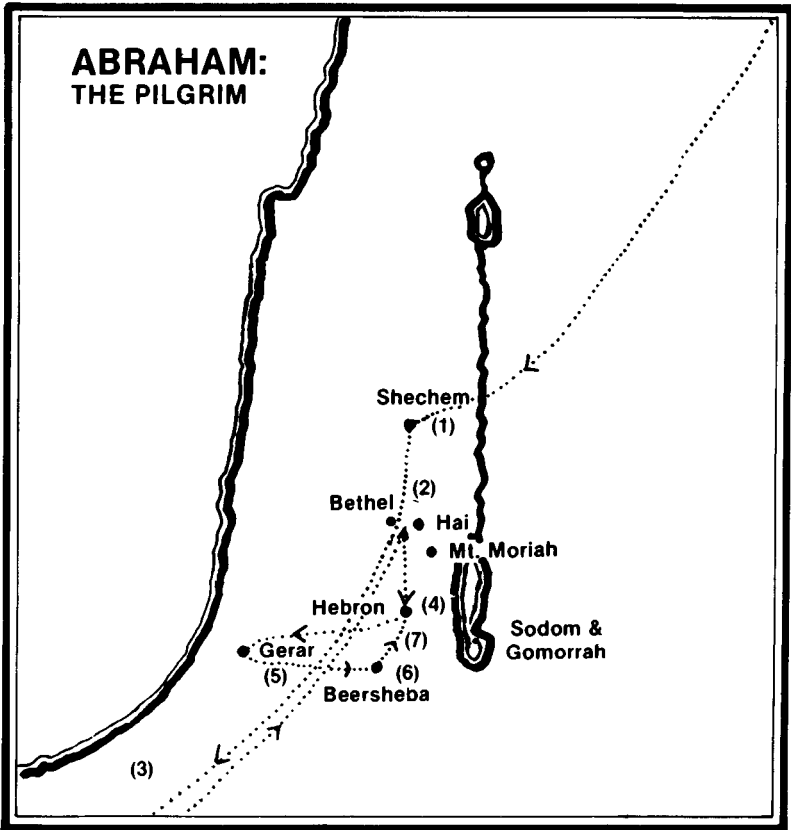 ABRAHAM:
THE PILGRIM
Shechem
(1)
(2)
Bethel
Hai
Mt. Moriah
Hebron
(4)
(7)
Gerar
(5)
(6)
Beersheba
Sodom &
Gomorrah
(3)